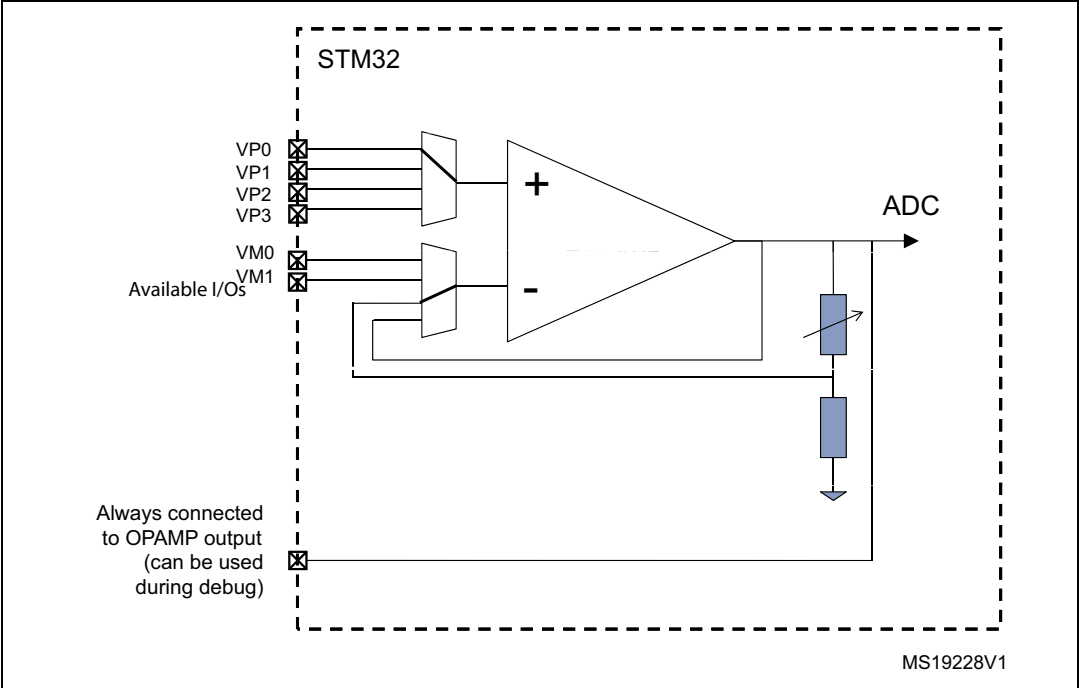 STM32
VP0
VP1
VP2
VP3
VM0
VM1
Available I/Os
+
-
ADC
Always connected
to OPAMP output
(can be used
during debug)
MS19228V1